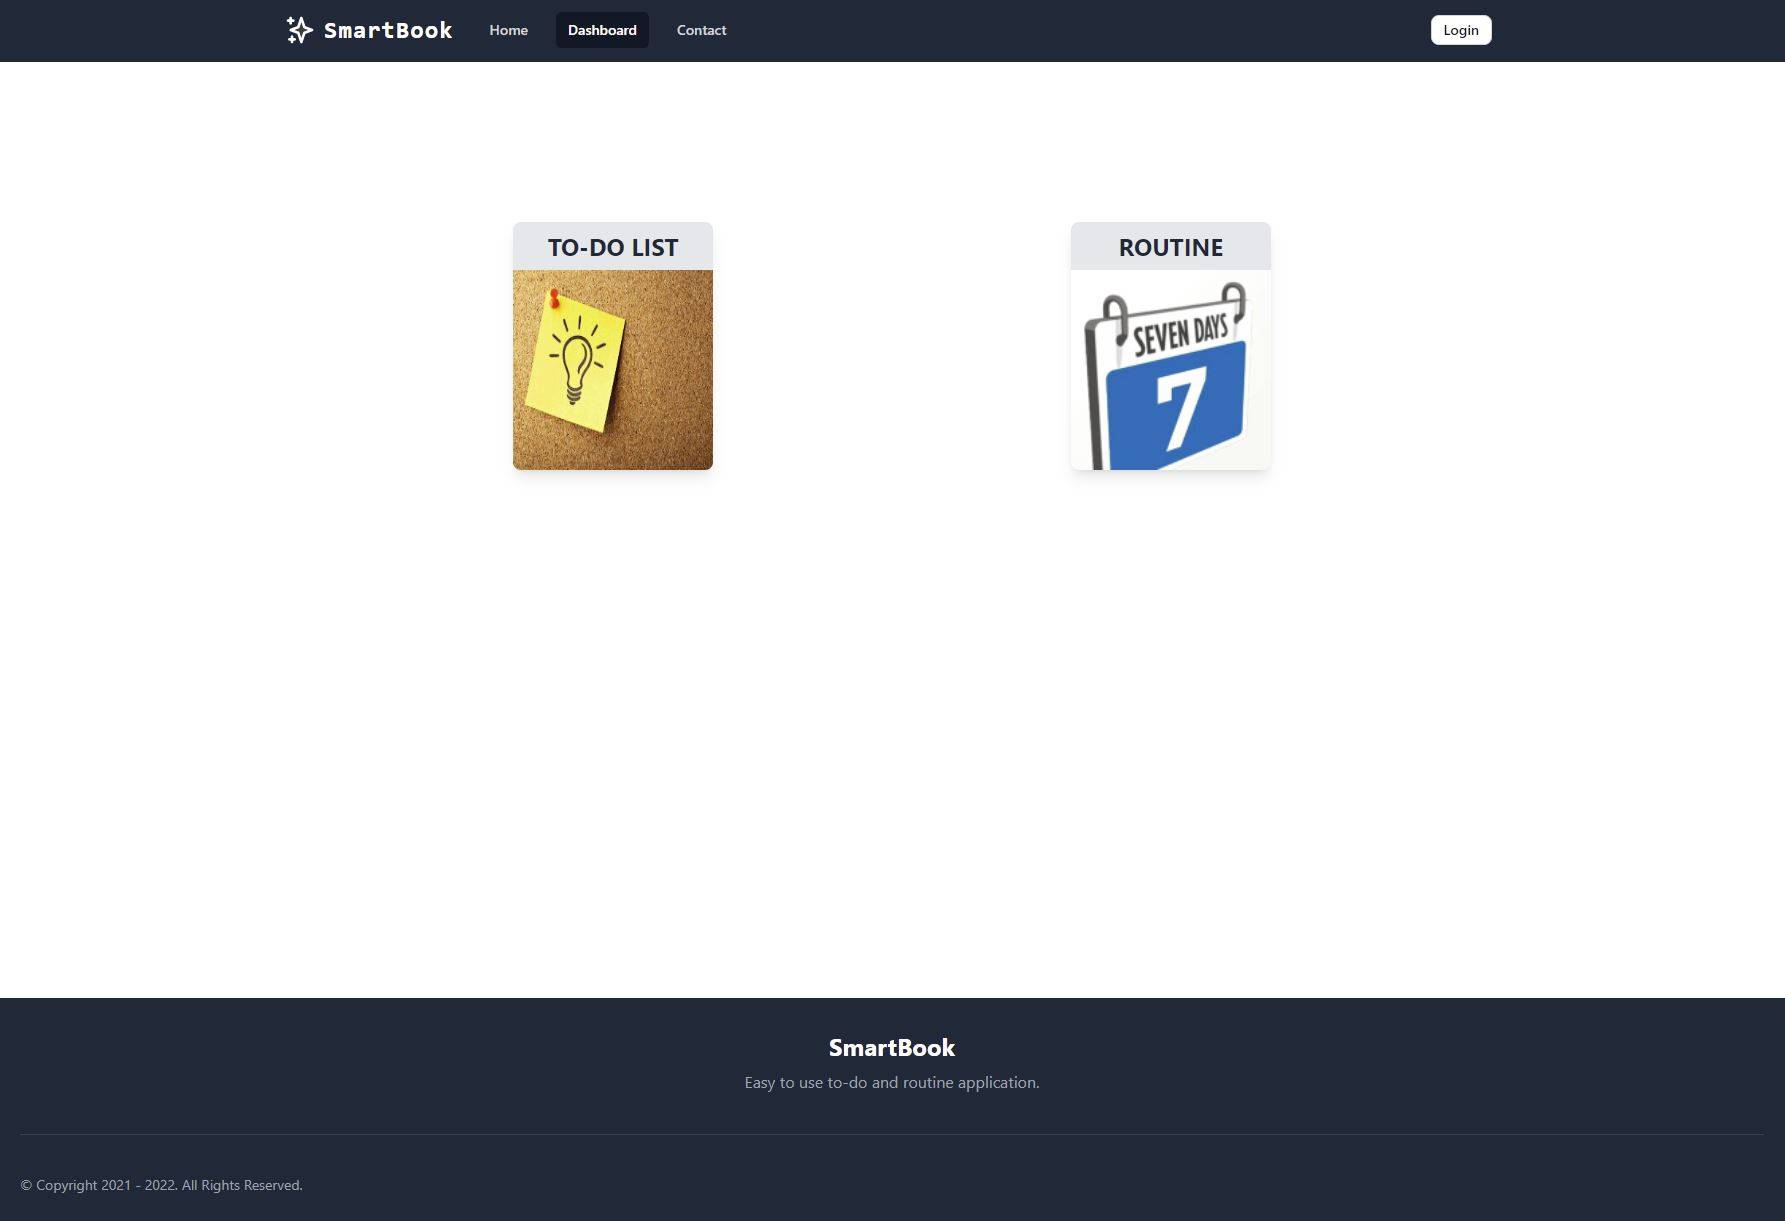 SmartBook Home Dashboard Contact Login
TO-DO LIST
ROUTINE
SEVEN DAYS
7
SmartBook
Easy to use to-do and routine application.
© Copyright 2021 - 2022. All Rights Reserved.